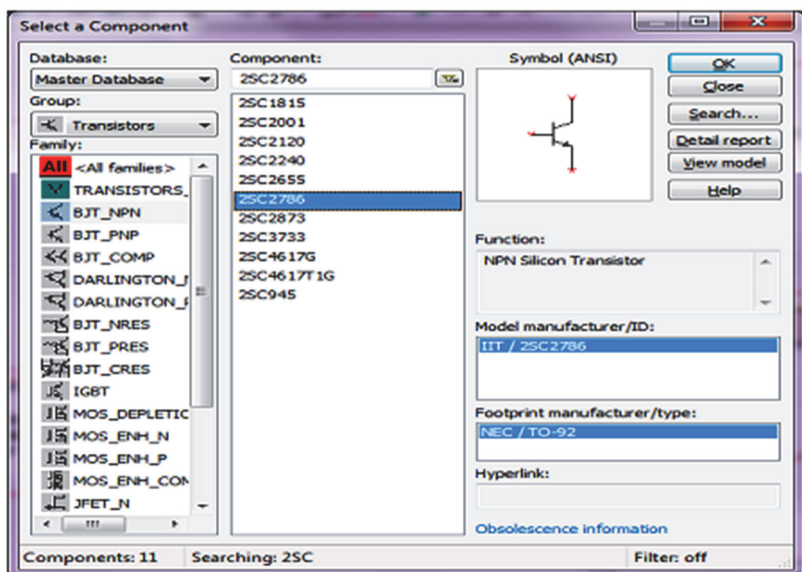 Select a Component
Database:
Master Database
Group:
Transistors
Family:
All <All families>
TRANSISTORS_
BJT_NPN
BJT_PNP
BJT_COMP
DARLINGTON_
DARLINGTON_
BJT_NRES
BJT_PRES
BJT_CRES
IGBT
MOS_DEPLETIC
MOS_ENH_N
MOS_ENH_P
MOS_ENH_CON
JFET_N
Component:
2SC2786
2SC1815
2SC2001
2SC2120
2SC2240
2SC2655
2SC2786
2SC2873
2SC3733
2SC4617G
2SC4617T1G
2SC945
Symbol (ANSI)
OK
Close
Search...
Detail report
View model
Help
Function:
NPN Silicon Transistor
Model manufacturer/ID:
IIT / 2SC2786
Footprint manufacturer/type:
NEC / TO-92
Hyperlink:
Obsolescence information
Components: 11
Searching: 2SC
Filter: off